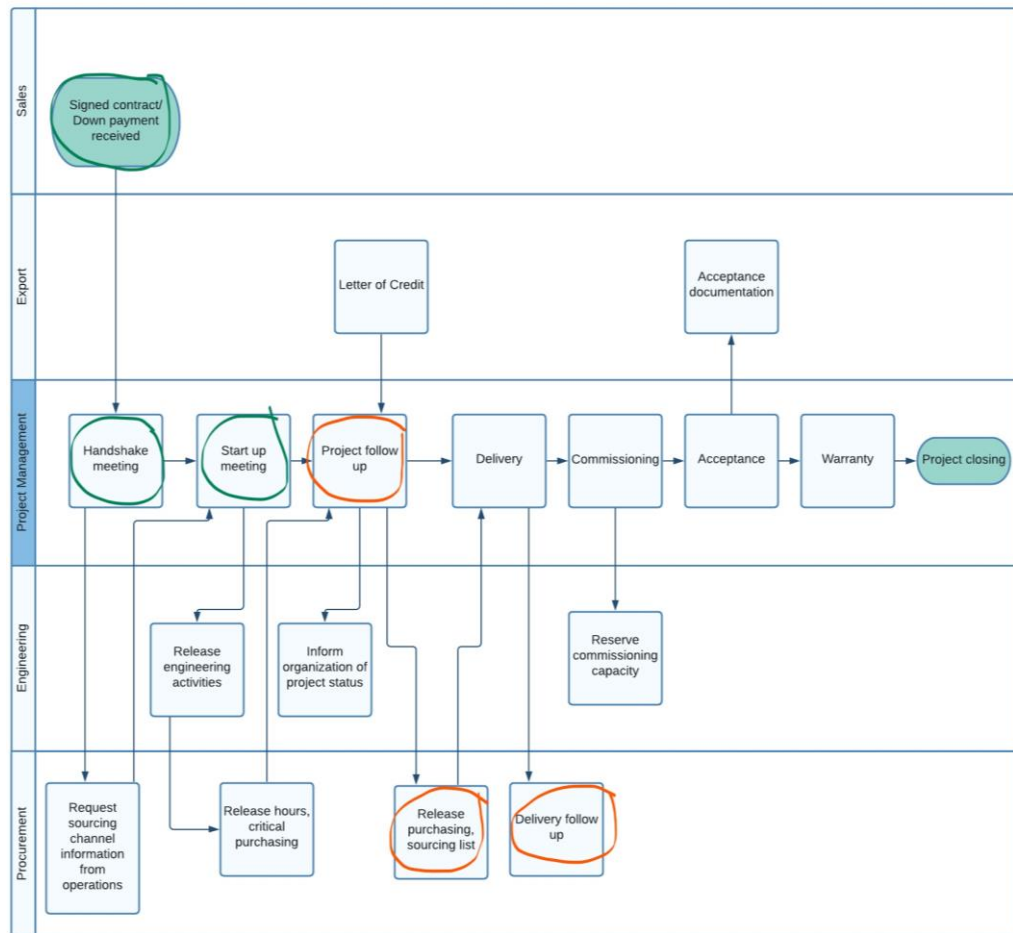 Sales
Signed contract/
Down payment
received
Export
Letter of Credit
Acceptance
documentation
Project Management
Handshake
meeting
Start up
meeting
Project follow
up
Delivery
Commissioning
Acceptance
Warranty
Project closing
Engineering
Release
engineering
activities
Inform
organization of
project status
Reserve
commissioning
capacity
Procurement
Request
sourcing
channel
information
from
operations
Release hours,
critical
purchasing
Release
purchasing,
sourcing list
Delivery follow
up